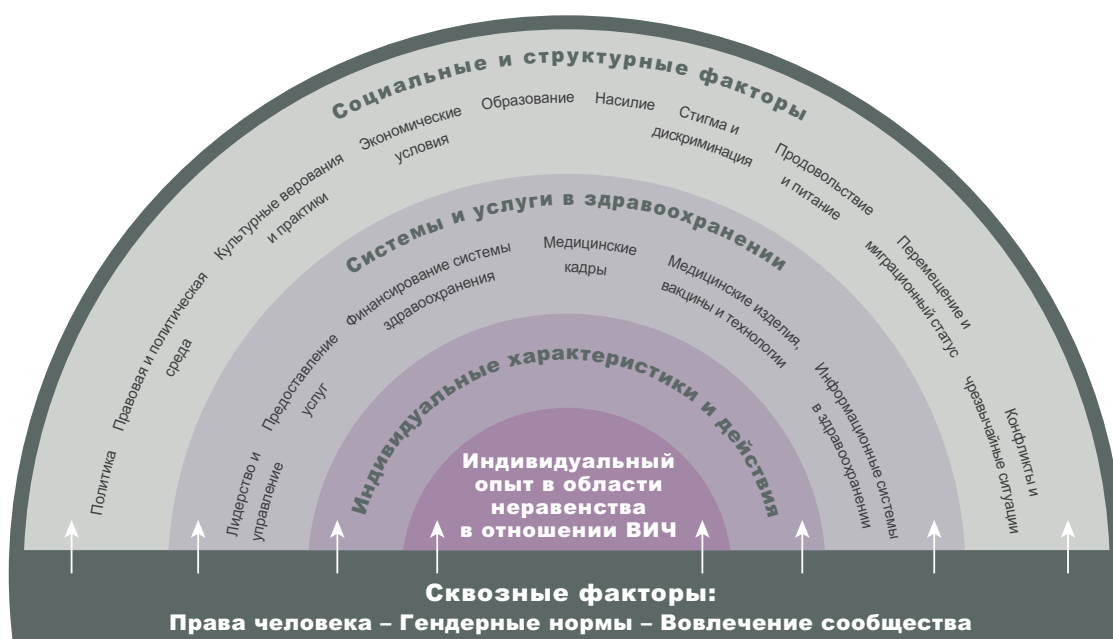 Социальные и структурные факторы
Политика
Правовая и политическая
среда
Культурные верования
и практики
Экономические
условия
Образование
Насилие
Стигма и
дискриминация
Продовольствие
и питание
Перемещение и
миграционный статус
Конфликты и
чрезвычайные ситуации
Системы и услуги в здравоохранении
Лидерство и
управление
Предоставление
услуг
Финансирование системы
здравоохранения
Медицинские
кадры
Медицинские изделия,
вакцины и технологии
Информационные системы
в здравоохранении
Индивидуальные характеристики и действия
Индивидуальный
опыт в области
неравенства
в отношении ВИЧ
Сквозные факторы:
Права человека – Гендерные нормы – Вовлечение сообщества